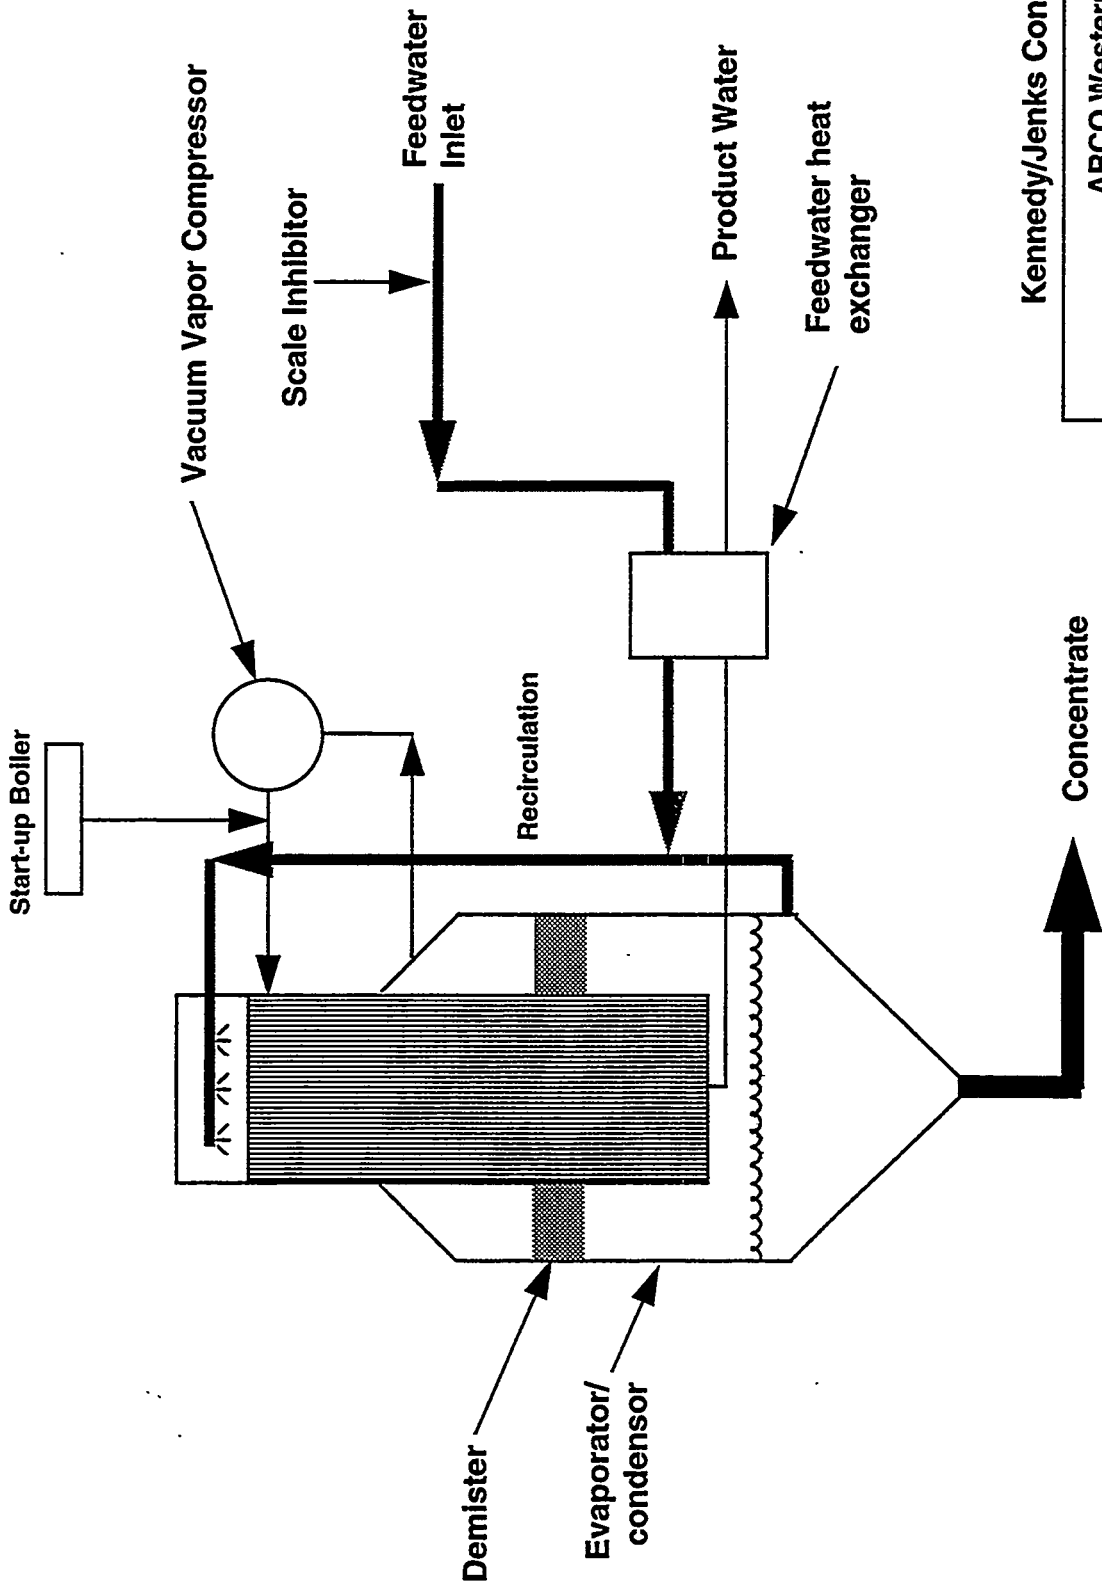 Start-up Boiler
Vacuum Vapor Compressor
Scale Inhibitor
Feedwater
Inlet
Recirculation
Product Water
Feedwater heat
exchanger
Demister
Evaporator/
condensor
Concentrate
Kennedy/Jenks Con
ARCO Western